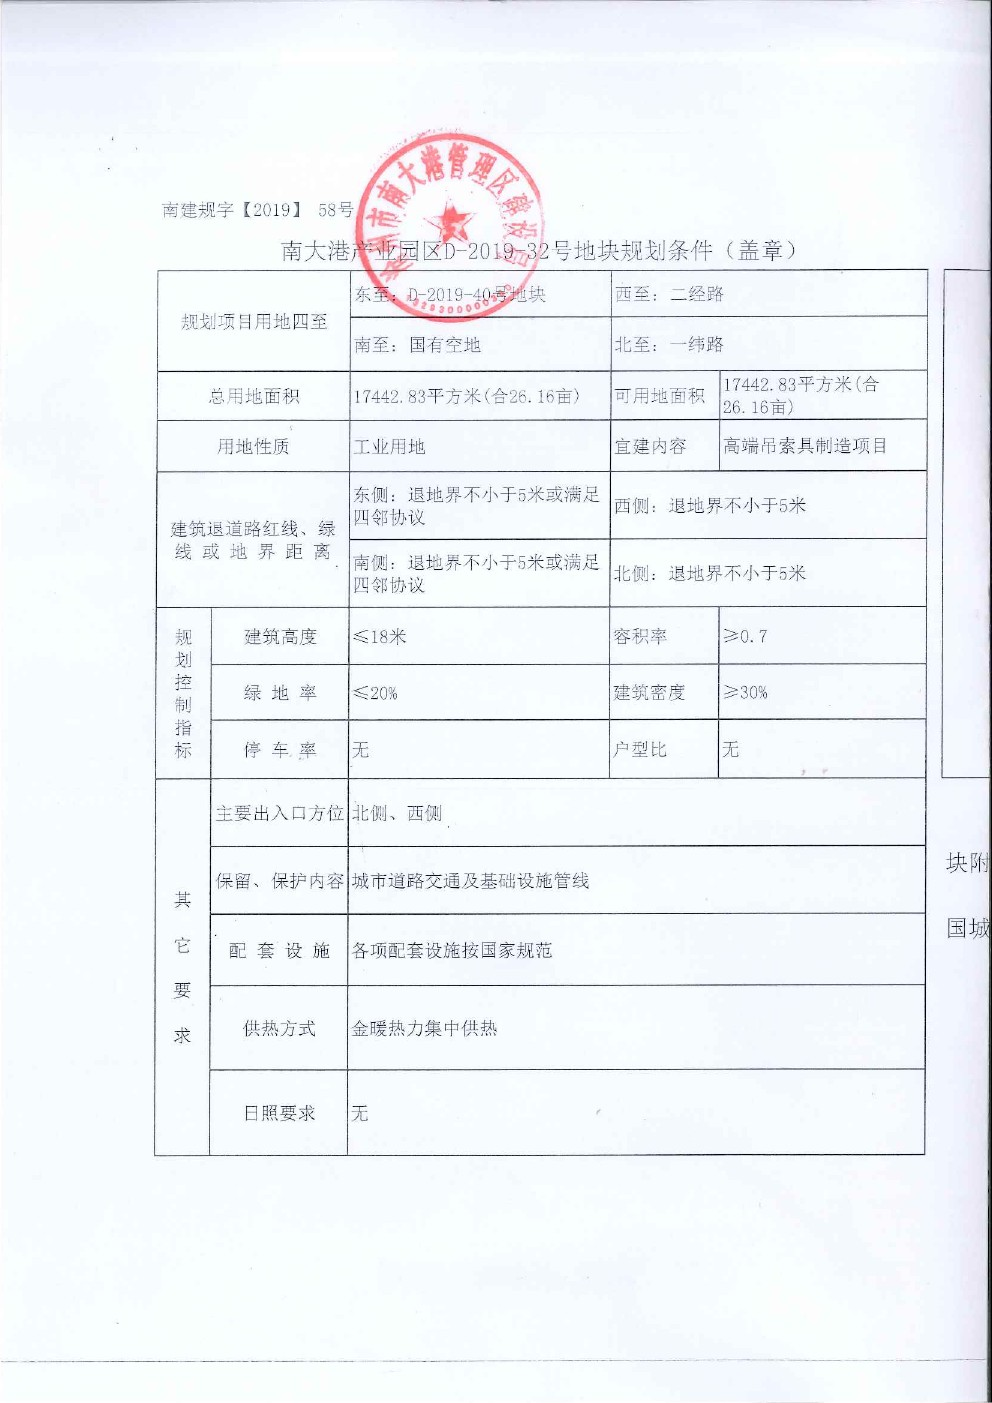 南建规字【2019】 58号
沧州市南大港管理区建设局
南大港产业园区D-2019-32号地块规划条件（盖章）
规划项目用地四至
东至：D-2019-40号地块
西至：二经路
南至：国有空地
北至：一纬路
总用地面积
17442.83平方米(合26.16亩)
可用地面积
17442.83平方米(合
26.16亩)
用地性质
工业用地
宜建内容
高端吊索具制造项目
建筑退道路红线、绿
线或地界距离
东侧：退地界不小于5米或满足
四邻协议
西侧：退地界不小于5米
南侧：退地界不小于5米或满足
四邻协议
北侧：退地界不小于5米
规划控制指标
建筑高度
≤18米
容积率
≥0.7
绿地率
≤20%
建筑密度
≥30%
停车率
无
户型比
无
其它要求
主要出入口方位
北侧、西侧
保留、保护内容
城市道路交通及基础设施管线
配套设施
各项配套设施按国家规范
供热方式
金暖热力集中供热
日照要求
无
块附
国城